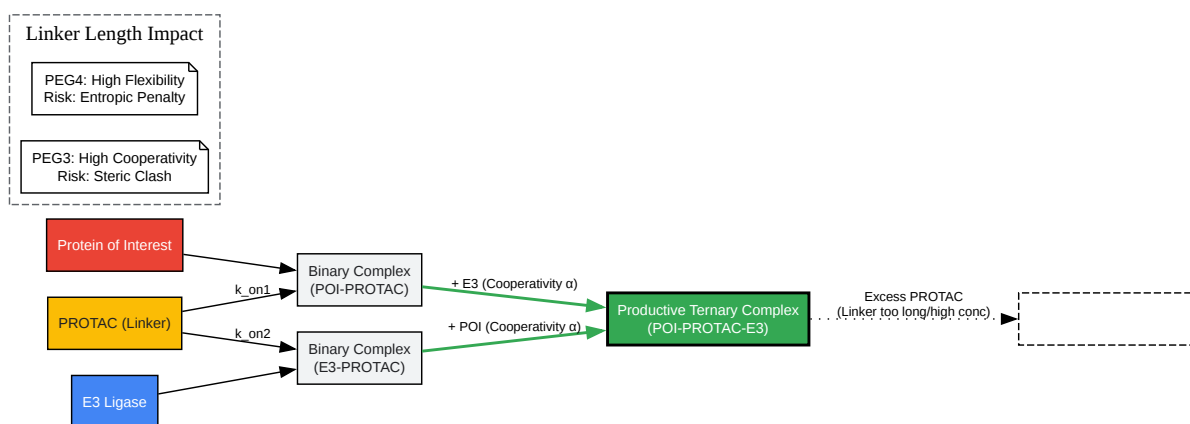 Linker Length Impact
PEG4: High Flexibility
Risk: Entropic Penalty
PEG3: High Cooperativity
Risk: Steric Clash
Protein of Interest
PROTAC (Linker)
E3 Ligase
k_on1
k_on2
Binary Complex
(POI-PROTAC)
Binary Complex
(E3-PROTAC)
+ E3 (Cooperativity α)
+ POI (Cooperativity α)
Productive Ternary Complex
(POI-PROTAC-E3)
Excess PROTAC
(Linker too long/high conc)